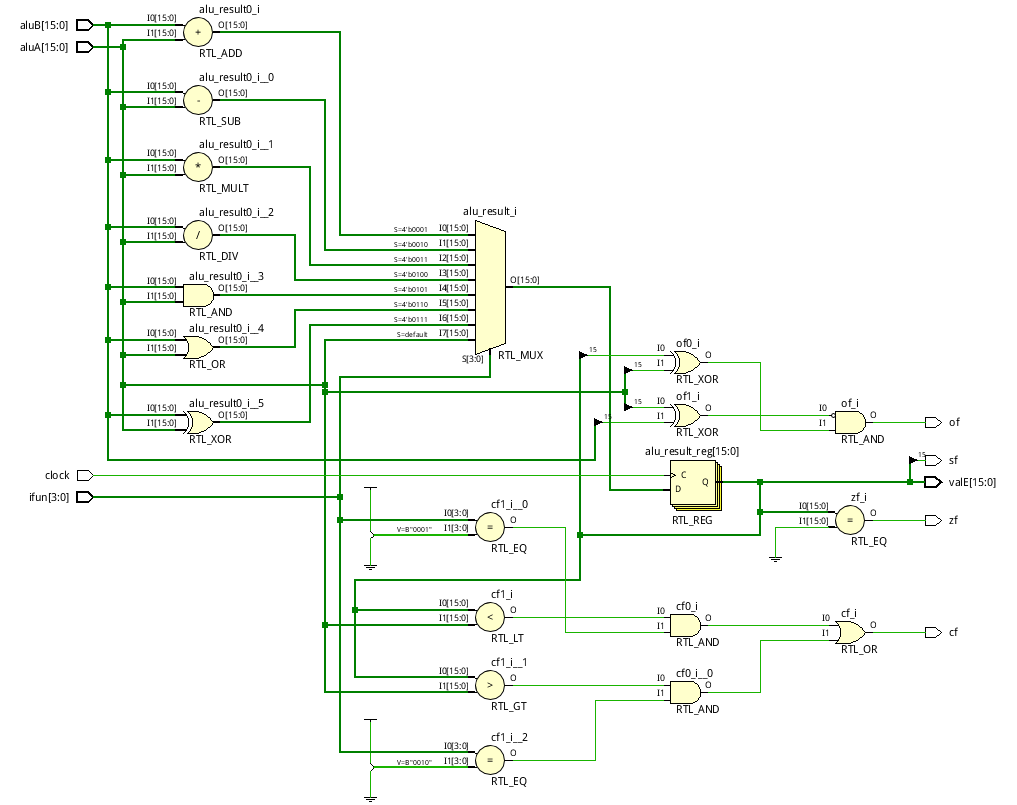 alu_result0_i
aluB[15:0]
I0[15:0]
O[15:0]
I1[15:0]
+
aluA[15:0]
RTL_ADD
alu_result0_i__0
I0[15:0]
O[15:0]
I1[15:0]
-
RTL_SUB
alu_result0_i__1
I0[15:0]
O[15:0]
I1[15:0]
*
RTL_MULT
alu_result0_i__2
I0[15:0]
O[15:0]
I1[15:0]
/
RTL_DIV
alu_result0_i__3
I0[15:0]
O[15:0]
I1[15:0]
RTL_AND
alu_result0_i__4
I0[15:0]
O[15:0]
I1[15:0]
RTL_OR
alu_result0_i__5
I0[15:0]
O[15:0]
I1[15:0]
RTL_XOR
alu_result_i
S=4'b0001 I0[15:0]
S=4'b0010 I1[15:0]
S=4'b0011 I2[15:0]
S=4'b0100 I3[15:0]
S=4'b0101 I4[15:0]
S=4'b0110 I5[15:0]
S=4'b0111 I6[15:0]
S=default I7[15:0]
O[15:0]
S[3:0]
RTL_MUX
of0_i
15
I0
O
15
I1
RTL_XOR
of1_i
15
I0
O
15
I1
RTL_XOR
of_i
I0
O
I1
RTL_AND
of
alu_result_reg[15:0]
C
D
Q
RTL_REG
15
sf
valE[15:0]
clock
ifun[3:0]
zf_i
I0[15:0]
O
I1[15:0]
=
RTL_EQ
zf
cf1_i__0
I0[3:0]
O
V=B"0001" I1[3:0]
=
RTL_EQ
cf1_i
I0[15:0]
O
I1[15:0]
<
RTL_LT
cf0_i
I0
O
I1
RTL_AND
cf_i
I0
O
I1
RTL_OR
cf
cf1_i__1
I0[15:0]
O
I1[15:0]
>
RTL_GT
cf0_i__0
I0
O
I1
RTL_AND
cf1_i__2
I0[3:0]
O
V=B"0010" I1[3:0]
=
RTL_EQ